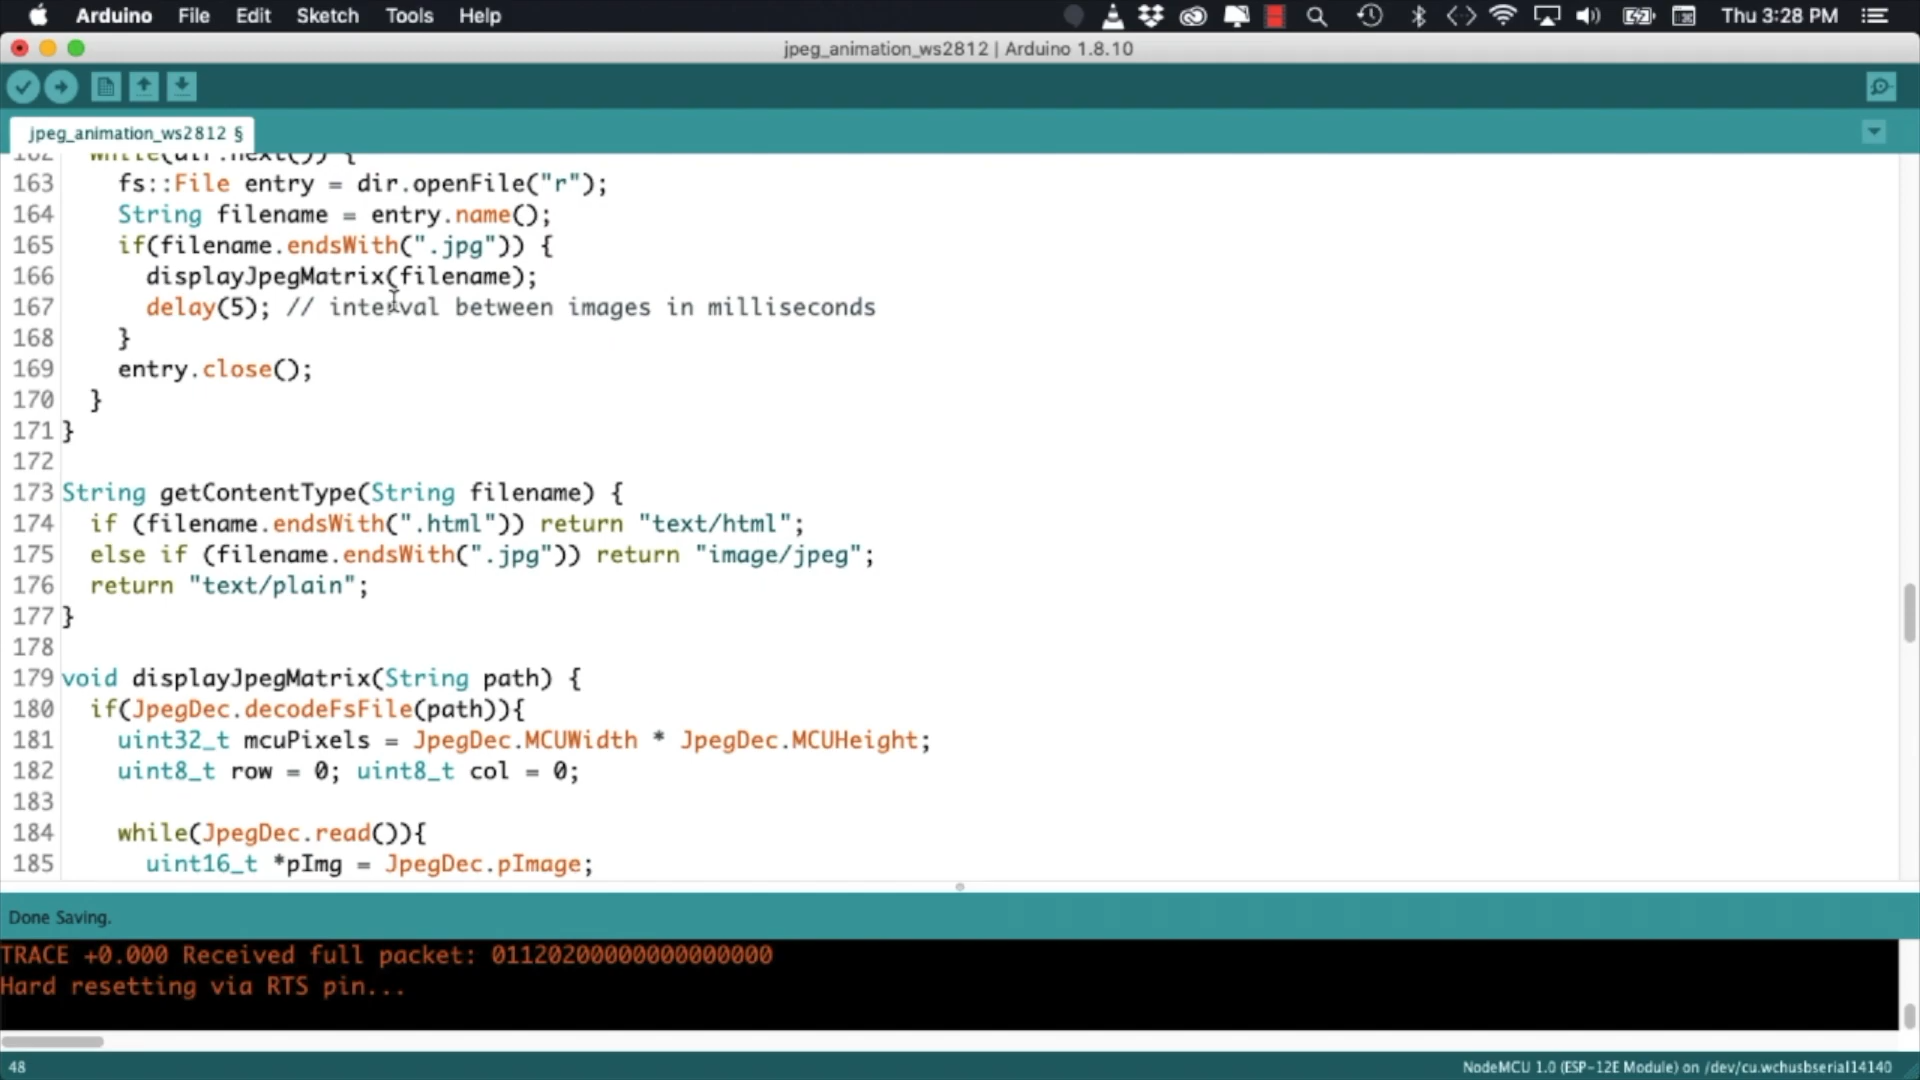 Arduino File Edit Sketch Tools Help Thu 3:28 PM
jpeg_animation_ws2812 | Arduino 1.8.10
jpeg_animation_ws2812 §
162 while(dir.next()) {
163 fs::File entry = dir.openFile("r");
164 String filename = entry.name();
165 if(filename.endsWith(".jpg")) {
166 displayJpegMatrix(filename);
167 delay(5); // interval between images in milliseconds
168 }
169 entry.close();
170 }
171 }
172
173 String getContentType(String filename) {
174 if (filename.endsWith(".html")) return "text/html";
175 else if (filename.endsWith(".jpg")) return "image/jpeg";
176 return "text/plain";
177 }
178
179 void displayJpegMatrix(String path) {
180 if(JpegDec.decodeFsFile(path)){
181 uint32_t mcuPixels = JpegDec.MCUWidth * JpegDec.MCUHeight;
182 uint8_t row = 0; uint8_t col = 0;
183
184 while(JpegDec.read()){
185 uint16_t *pImg = JpegDec.pImage;
Done Saving.
TRACE +0.000 Received full packet: 01120200000000000000
Hard resetting via RTS pin...
48 NodeMCU 1.0 (ESP-12E Module) on /dev/cu.wchusbserial14140